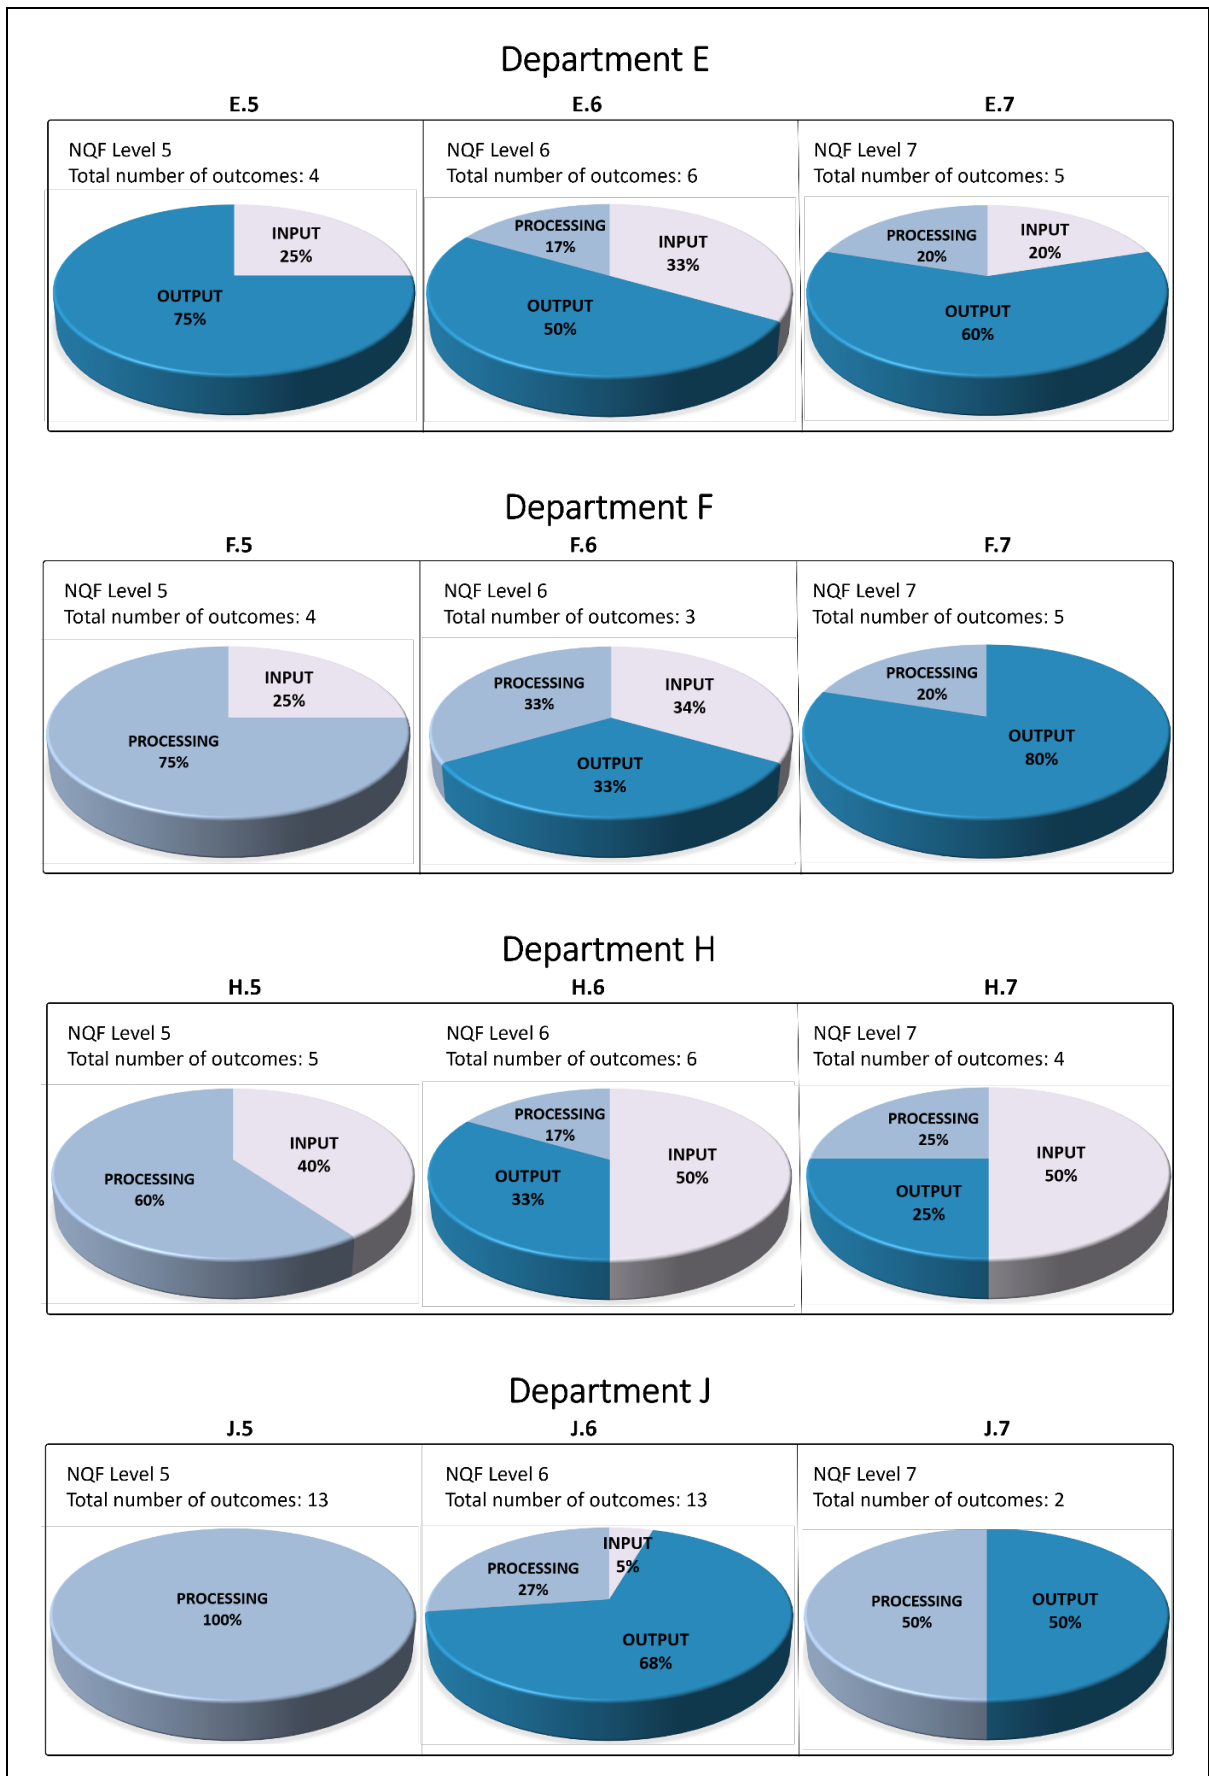 Department E
E.5
E.6
E.7
NQF Level 5
Total number of outcomes: 4
INPUT
25%
OUTPUT
75%
NQF Level 6
Total number of outcomes: 6
PROCESSING
17%
INPUT
33%
OUTPUT
50%
NQF Level 7
Total number of outcomes: 5
PROCESSING
20%
INPUT
20%
OUTPUT
60%
Department F
F.5
F.6
F.7
NQF Level 5
Total number of outcomes: 4
INPUT
25%
PROCESSING
75%
NQF Level 6
Total number of outcomes: 3
PROCESSING
33%
INPUT
34%
OUTPUT
33%
NQF Level 7
Total number of outcomes: 5
PROCESSING
20%
OUTPUT
80%
Department H
H.5
H.6
H.7
NQF Level 5
Total number of outcomes: 5
INPUT
40%
PROCESSING
60%
NQF Level 6
Total number of outcomes: 6
PROCESSING
17%
INPUT
50%
OUTPUT
33%
NQF Level 7
Total number of outcomes: 4
PROCESSING
25%
INPUT
50%
OUTPUT
25%
Department J
J.5
J.6
J.7
NQF Level 5
Total number of outcomes: 13
PROCESSING
100%
NQF Level 6
Total number of outcomes: 13
INPUT
5%
PROCESSING
27%
OUTPUT
68%
NQF Level 7
Total number of outcomes: 2
PROCESSING
50%
OUTPUT
50%